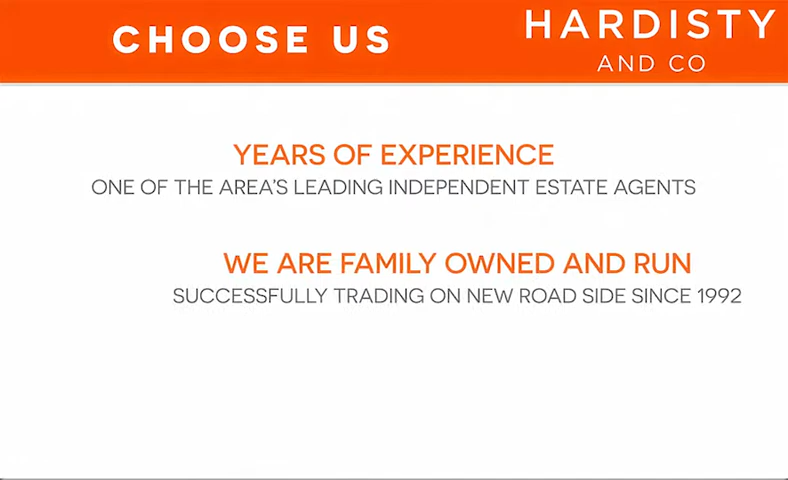 CHOOSE US
HARDISTY
AND CO
YEARS OF EXPERIENCE
ONE OF THE AREA'S LEADING INDEPENDENT ESTATE AGENTS
WE ARE FAMILY OWNED AND RUN
SUCCESSFULLY TRADING ON NEW ROAD SIDE SINCE 1992